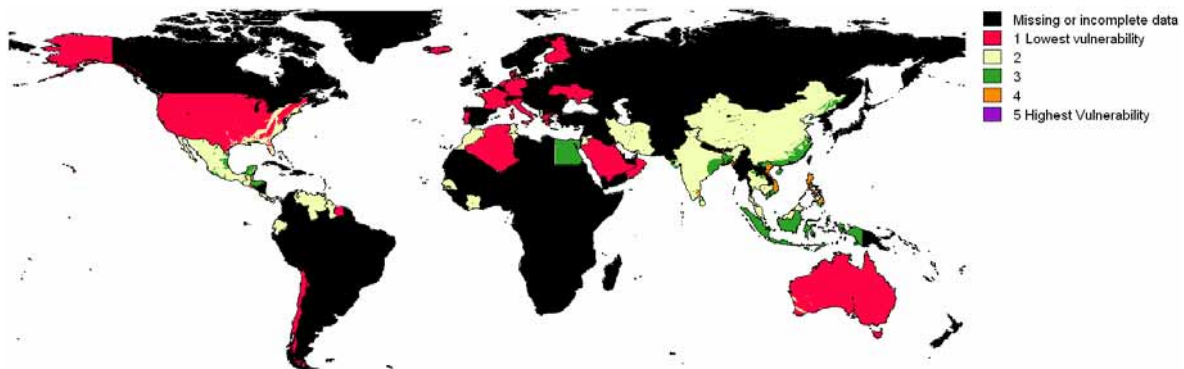 Missing or incomplete data
1 Lowest vulnerability
2
3
4
5 Highest Vulnerability